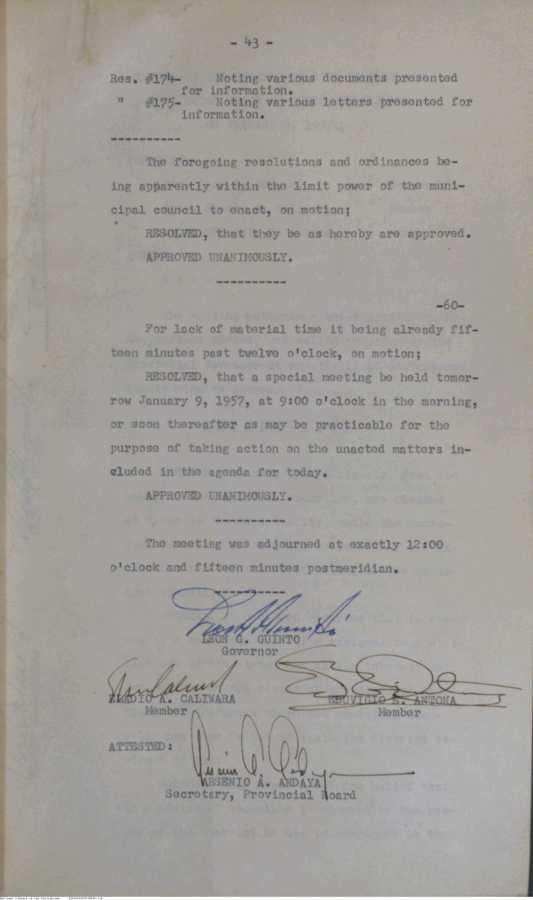 - 43 -
Res. #174- Noting various documents presented
for information.
" #175- Noting various letters presented for
information.
----------
The foregoing resolutions and ordinances be-
ing apparently within the limit power of the muni-
cipal council to enact, on motion;
RESOLVED, that they be as hereby are approved.
APPROVED UNANIMOUSLY.
----------
-60-
For lack of material time it being already fif-
teen minutes past twelve o'clock, on motion;
RESOLVED, that a special meeting be held tomor-
row January 9, 1957, at 9:00 o'clock in the morning,
or soon thereafter as may be practicable for the
purpose of taking action on the unacted matters in-
cluded in the agenda for today.
APPROVED UNANIMOUSLY.
----------
The meeting was adjourned at exactly 12:00
o'clock and fifteen minutes postmeridian.
----------
LEON G. GUINTO
Governor
A. CALIWARA
Member
ANTONA
Member
ATTESTED:
ARSENIO A. ANDAYA
Secretary, Provincial Board